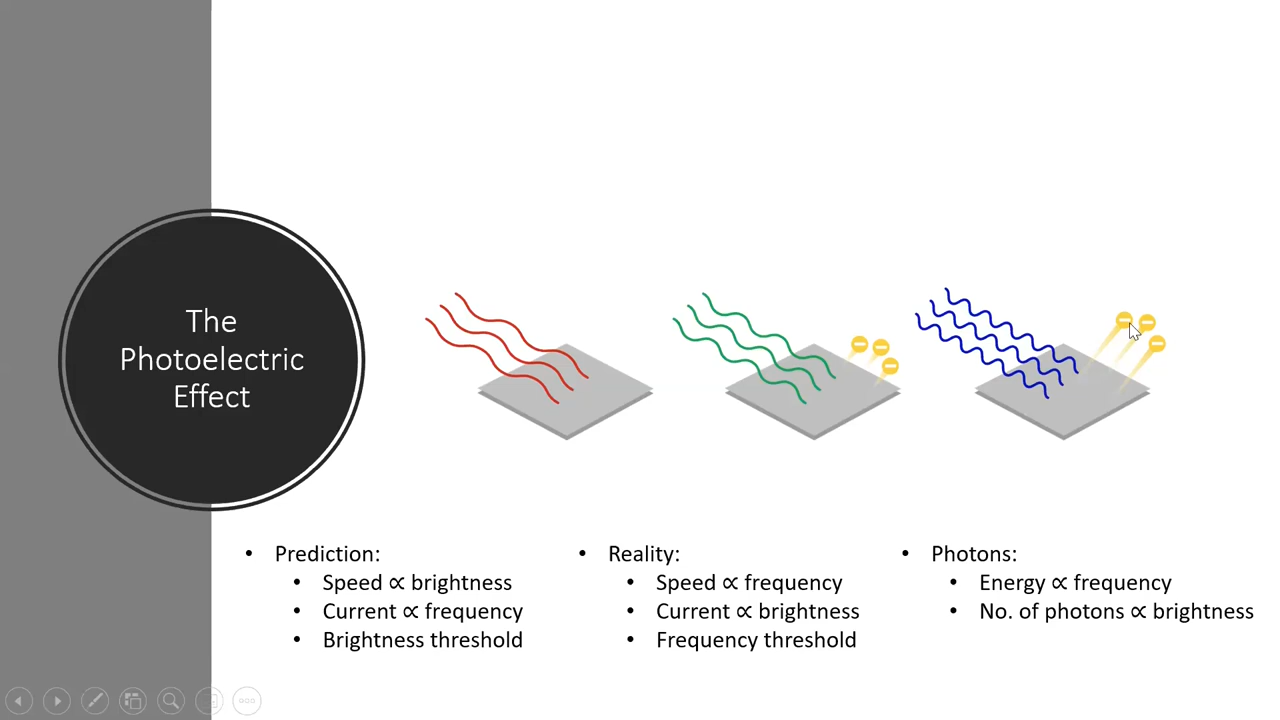 The
Photoelectric
Effect
• Prediction:
• Speed ∝ brightness
• Current ∝ frequency
• Brightness threshold
• Reality:
• Speed ∝ frequency
• Current ∝ brightness
• Frequency threshold
• Photons:
• Energy ∝ frequency
• No. of photons ∝ brightness